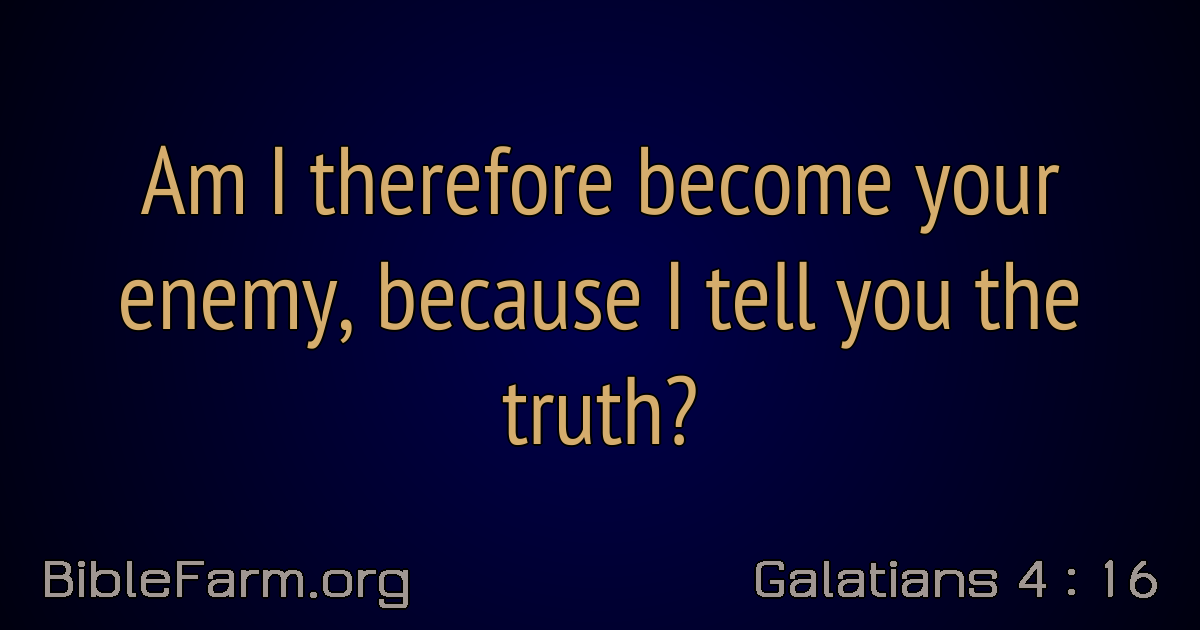 Am I therefore become your
enemy, because I tell you the
truth?
BibleFarm.org
Galatians 4 : 16